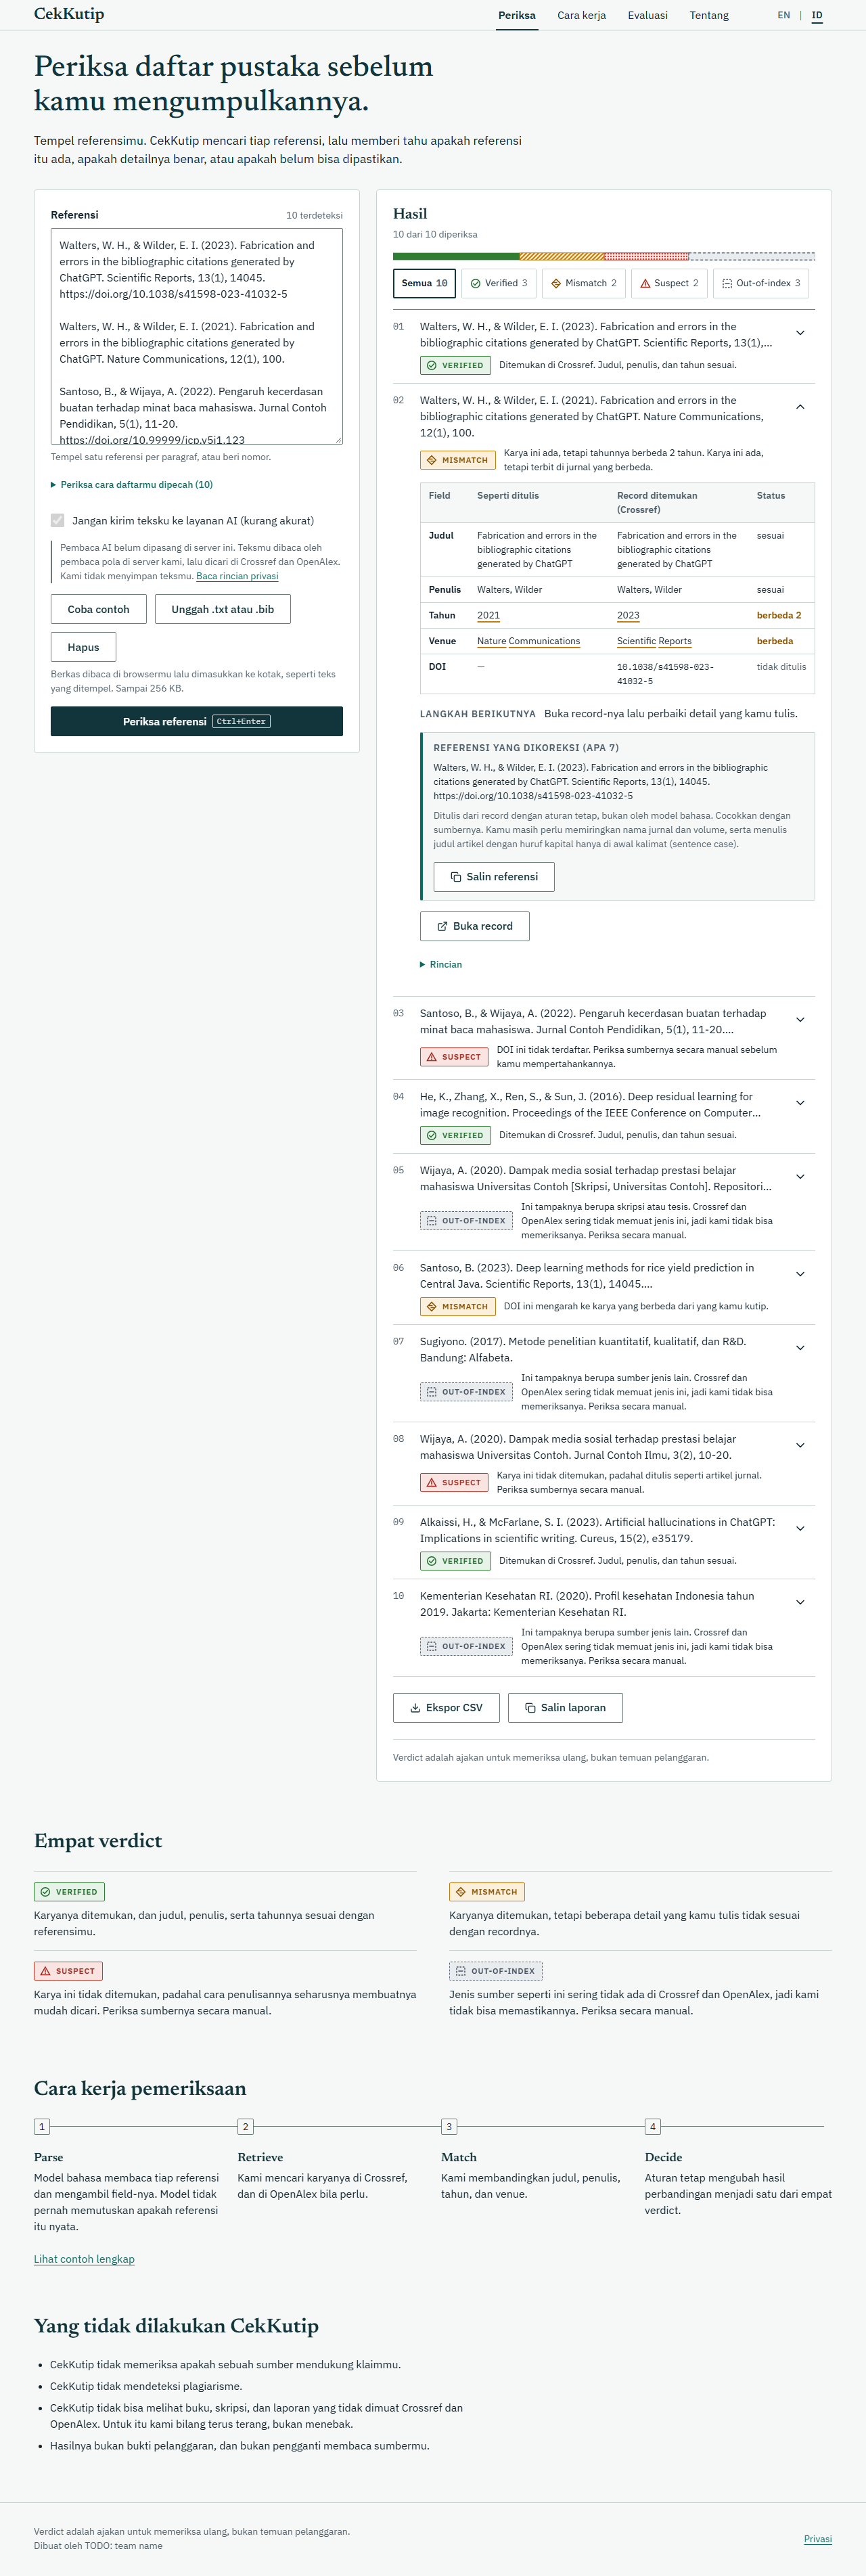 CekKutip
Periksa Cara kerja Evaluasi Tentang EN | ID
Periksa daftar pustaka sebelum
kamu mengumpulkannya.
Tempel referensimu. CekKutip mencari tiap referensi, lalu memberi tahu apakah referensi
itu ada, apakah detailnya benar, atau apakah belum bisa dipastikan.
Referensi 10 terdeteksi
Walters, W. H., & Wilder, E. I. (2023). Fabrication and
errors in the bibliographic citations generated by
ChatGPT. Scientific Reports, 13(1), 14045.
https://doi.org/10.1038/s41598-023-41032-5
Walters, W. H., & Wilder, E. I. (2021). Fabrication and
errors in the bibliographic citations generated by
ChatGPT. Nature Communications, 12(1), 100.
Santoso, B., & Wijaya, A. (2022). Pengaruh kecerdasan
buatan terhadap minat baca mahasiswa. Jurnal Contoh
Pendidikan, 5(1), 11-20.
https://doi.org/10.99999/jcp.v5i1.123
Tempel satu referensi per paragraf, atau beri nomor.
Periksa cara daftarmu dipecah (10)
Jangan kirim teksku ke layanan AI (kurang akurat)
Pembaca AI belum dipasang di server ini. Teksmu dibaca oleh
pembaca pola di server kami, lalu dicari di Crossref dan OpenAlex.
Kami tidak menyimpan teksmu. Baca rincian privasi
Coba contoh Unggah .txt atau .bib
Hapus
Berkas dibaca di browsermu lalu dimasukkan ke kotak, seperti teks
yang ditempel. Sampai 256 KB.
Periksa referensi Ctrl+Enter
Hasil
10 dari 10 diperiksa
Semua 10 Verified 3 Mismatch 2 Suspect 2 Out-of-index 3
01 Walters, W. H., & Wilder, E. I. (2023). Fabrication and errors in the
bibliographic citations generated by ChatGPT. Scientific Reports, 13(1),...
VERIFIED Ditemukan di Crossref. Judul, penulis, dan tahun sesuai.
02 Walters, W. H., & Wilder, E. I. (2021). Fabrication and errors in the
bibliographic citations generated by ChatGPT. Nature Communications,
12(1), 100.
MISMATCH Karya ini ada, tetapi tahunnya berbeda 2 tahun. Karya ini ada,
tetapi terbit di jurnal yang berbeda.
Field Seperti ditulis Record ditemukan Status
(Crossref)
Judul Fabrication and errors in the Fabrication and errors in the sesuai
bibliographic citations bibliographic citations
generated by ChatGPT generated by ChatGPT
Penulis Walters, Wilder Walters, Wilder sesuai
Tahun 2021 2023 berbeda 2
Venue Nature Communications Scientific Reports berbeda
DOI — 10.1038/s41598-023- tidak ditulis
41032-5
LANGKAH BERIKUTNYA Buka record-nya lalu perbaiki detail yang kamu tulis.
REFERENSI YANG DIKOREKSI (APA 7)
Walters, W. H., & Wilder, E. I. (2023). Fabrication and errors in the bibliographic
citations generated by ChatGPT. Scientific Reports, 13(1), 14045.
https://doi.org/10.1038/s41598-023-41032-5
Ditulis dari record dengan aturan tetap, bukan oleh model bahasa. Cocokkan dengan
sumbernya. Kamu masih perlu memiringkan nama jurnal dan volume, serta menulis
judul artikel dengan huruf kapital hanya di awal kalimat (sentence case).
Salin referensi
Buka record
Rincian
03 Santoso, B., & Wijaya, A. (2022). Pengaruh kecerdasan buatan terhadap
minat baca mahasiswa. Jurnal Contoh Pendidikan, 5(1), 11-20....
SUSPECT DOI ini tidak terdaftar. Periksa sumbernya secara manual sebelum
kamu mempertahankannya.
04 He, K., Zhang, X., Ren, S., & Sun, J. (2016). Deep residual learning for
image recognition. Proceedings of the IEEE Conference on Computer...
VERIFIED Ditemukan di Crossref. Judul, penulis, dan tahun sesuai.
05 Wijaya, A. (2020). Dampak media sosial terhadap prestasi belajar
mahasiswa Universitas Contoh [Skripsi, Universitas Contoh]. Repositori...
OUT-OF-INDEX Ini tampaknya berupa skripsi atau tesis. Crossref dan
OpenAlex sering tidak memuat jenis ini, jadi kami tidak bisa
memeriksanya. Periksa secara manual.
06 Santoso, B. (2023). Deep learning methods for rice yield prediction in
Central Java. Scientific Reports, 13(1), 14045....
MISMATCH DOI ini mengarah ke karya yang berbeda dari yang kamu kutip.
07 Sugiyono. (2017). Metode penelitian kuantitatif, kualitatif, dan R&D.
Bandung: Alfabeta.
OUT-OF-INDEX Ini tampaknya berupa sumber jenis lain. Crossref dan
OpenAlex sering tidak memuat jenis ini, jadi kami tidak bisa
memeriksanya. Periksa secara manual.
08 Wijaya, A. (2020). Dampak media sosial terhadap prestasi belajar
mahasiswa Universitas Contoh. Jurnal Contoh Ilmu, 3(2), 10-20.
SUSPECT Karya ini tidak ditemukan, padahal ditulis seperti artikel jurnal.
Periksa sumbernya secara manual.
09 Alkaissi, H., & McFarlane, S. I. (2023). Artificial hallucinations in ChatGPT:
Implications in scientific writing. Cureus, 15(2), e35179.
VERIFIED Ditemukan di Crossref. Judul, penulis, dan tahun sesuai.
10 Kementerian Kesehatan RI. (2020). Profil kesehatan Indonesia tahun
2019. Jakarta: Kementerian Kesehatan RI.
OUT-OF-INDEX Ini tampaknya berupa sumber jenis lain. Crossref dan
OpenAlex sering tidak memuat jenis ini, jadi kami tidak bisa
memeriksanya. Periksa secara manual.
Ekspor CSV Salin laporan
Verdict adalah ajakan untuk memeriksa ulang, bukan temuan pelanggaran.
Empat verdict
VERIFIED
Karyanya ditemukan, dan judul, penulis, serta tahunnya sesuai dengan
referensimu.
MISMATCH
Karyanya ditemukan, tetapi beberapa detail yang kamu tulis tidak sesuai
dengan recordnya.
SUSPECT
Karya ini tidak ditemukan, padahal cara penulisannya seharusnya membuatnya
mudah dicari. Periksa sumbernya secara manual.
OUT-OF-INDEX
Jenis sumber seperti ini sering tidak ada di Crossref dan OpenAlex, jadi kami
tidak bisa memastikannya. Periksa secara manual.
Cara kerja pemeriksaan
1
Parse
Model bahasa membaca tiap referensi
dan mengambil field-nya. Model tidak
pernah memutuskan apakah referensi
itu nyata.
2
Retrieve
Kami mencari karyanya di Crossref,
dan di OpenAlex bila perlu.
3
Match
Kami membandingkan judul, penulis,
tahun, dan venue.
4
Decide
Aturan tetap mengubah hasil
perbandingan menjadi satu dari empat
verdict.
Lihat contoh lengkap
Yang tidak dilakukan CekKutip
• CekKutip tidak memeriksa apakah sebuah sumber mendukung klaimmu.
• CekKutip tidak mendeteksi plagiarisme.
• CekKutip tidak bisa melihat buku, skripsi, dan laporan yang tidak dimuat Crossref dan
OpenAlex. Untuk itu kami bilang terus terang, bukan menebak.
• Hasilnya bukan bukti pelanggaran, dan bukan pengganti membaca sumbermu.
Verdict adalah ajakan untuk memeriksa ulang, bukan temuan pelanggaran.
Dibuat oleh TODO: team name
Privasi